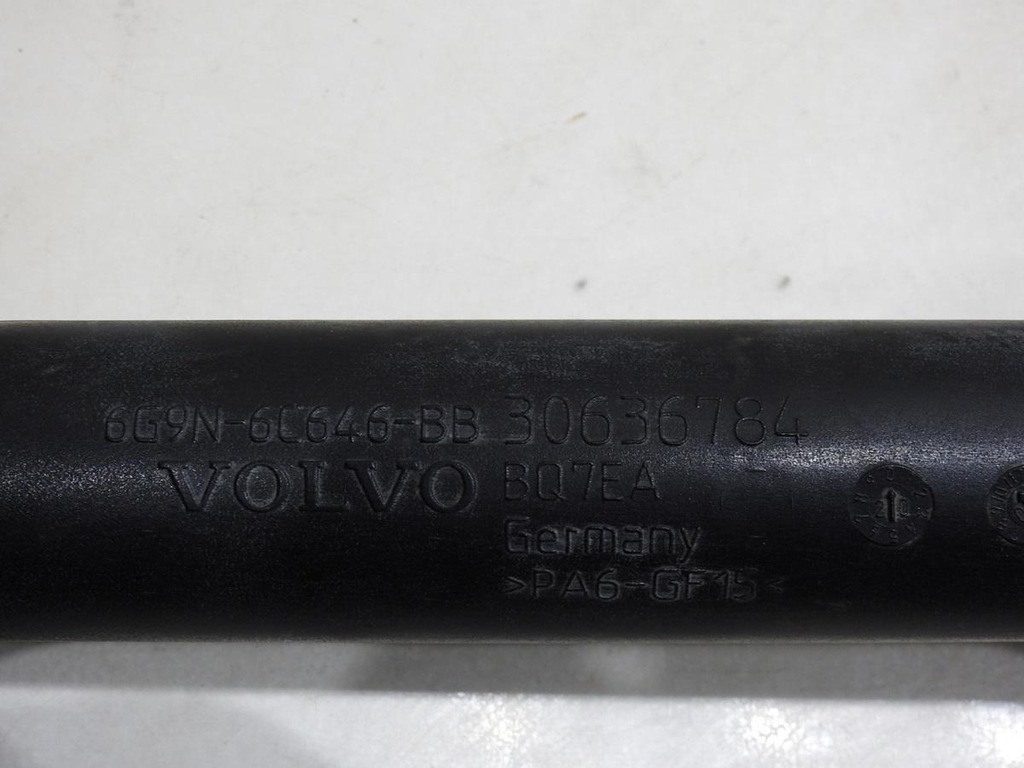 6G9N-6C646-BB 30636784
VOLVO BQ7EA
Germany
>PA6-GF15<